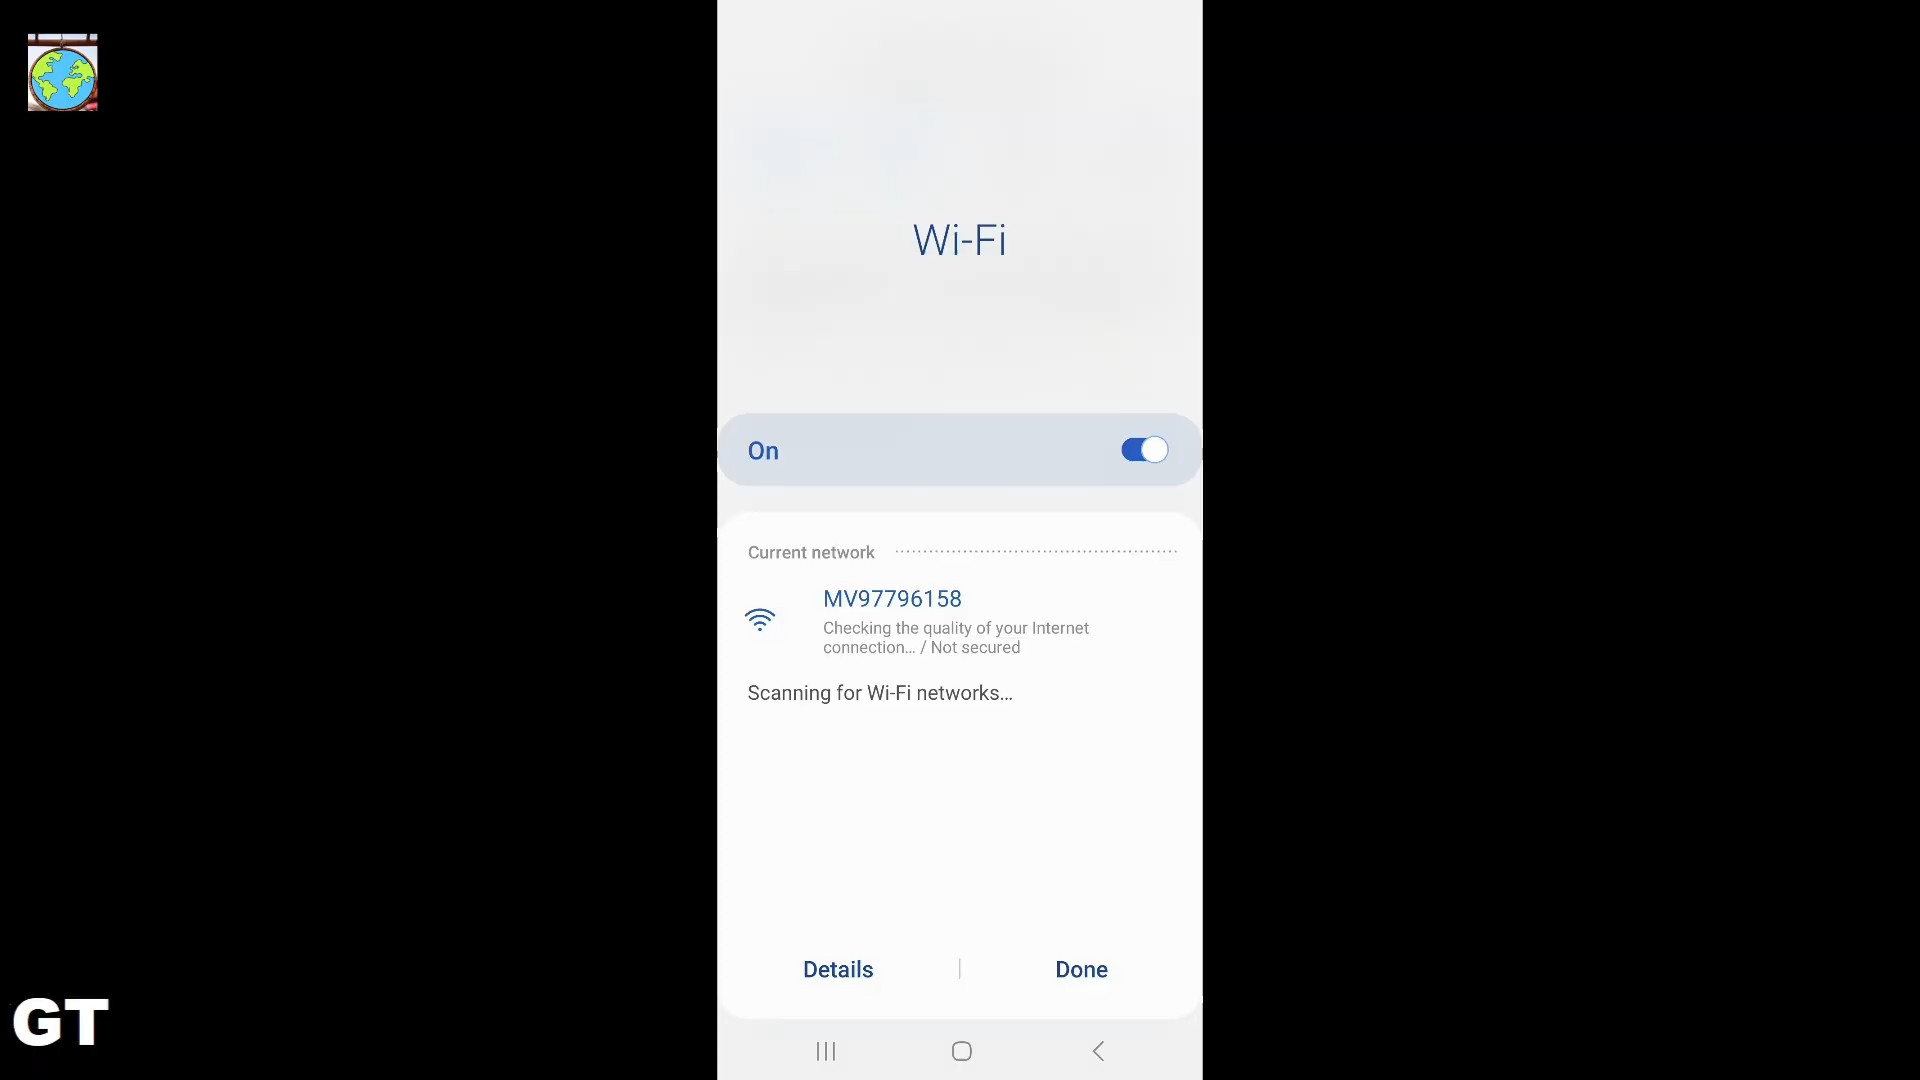 Wi-Fi
On
Current network
MV97796158
Checking the quality of your Internet
connection... / Not secured
Scanning for Wi-Fi networks...
Details
Done
GT